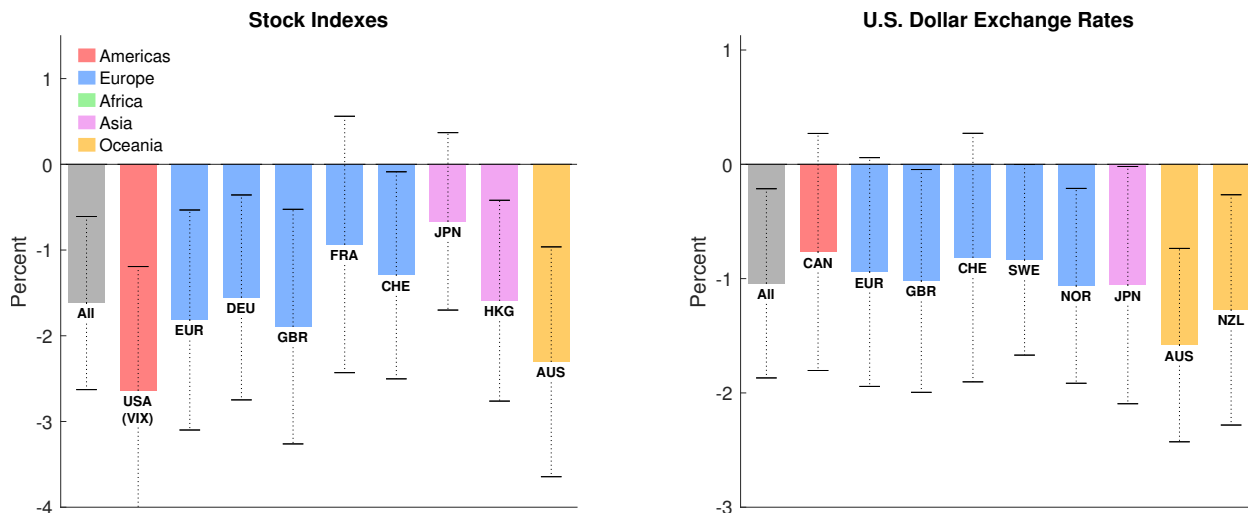 Stock Indexes
Percent
1
0
-1
-2
-3
-4
Americas
Europe
Africa
Asia
Oceania
All
USA
(VIX)
EUR
DEU
GBR
FRA
CHE
JPN
HKG
AUS
U.S. Dollar Exchange Rates
Percent
1
0
-1
-2
-3
All
CAN
EUR
GBR
CHE
SWE
NOR
JPN
AUS
NZL